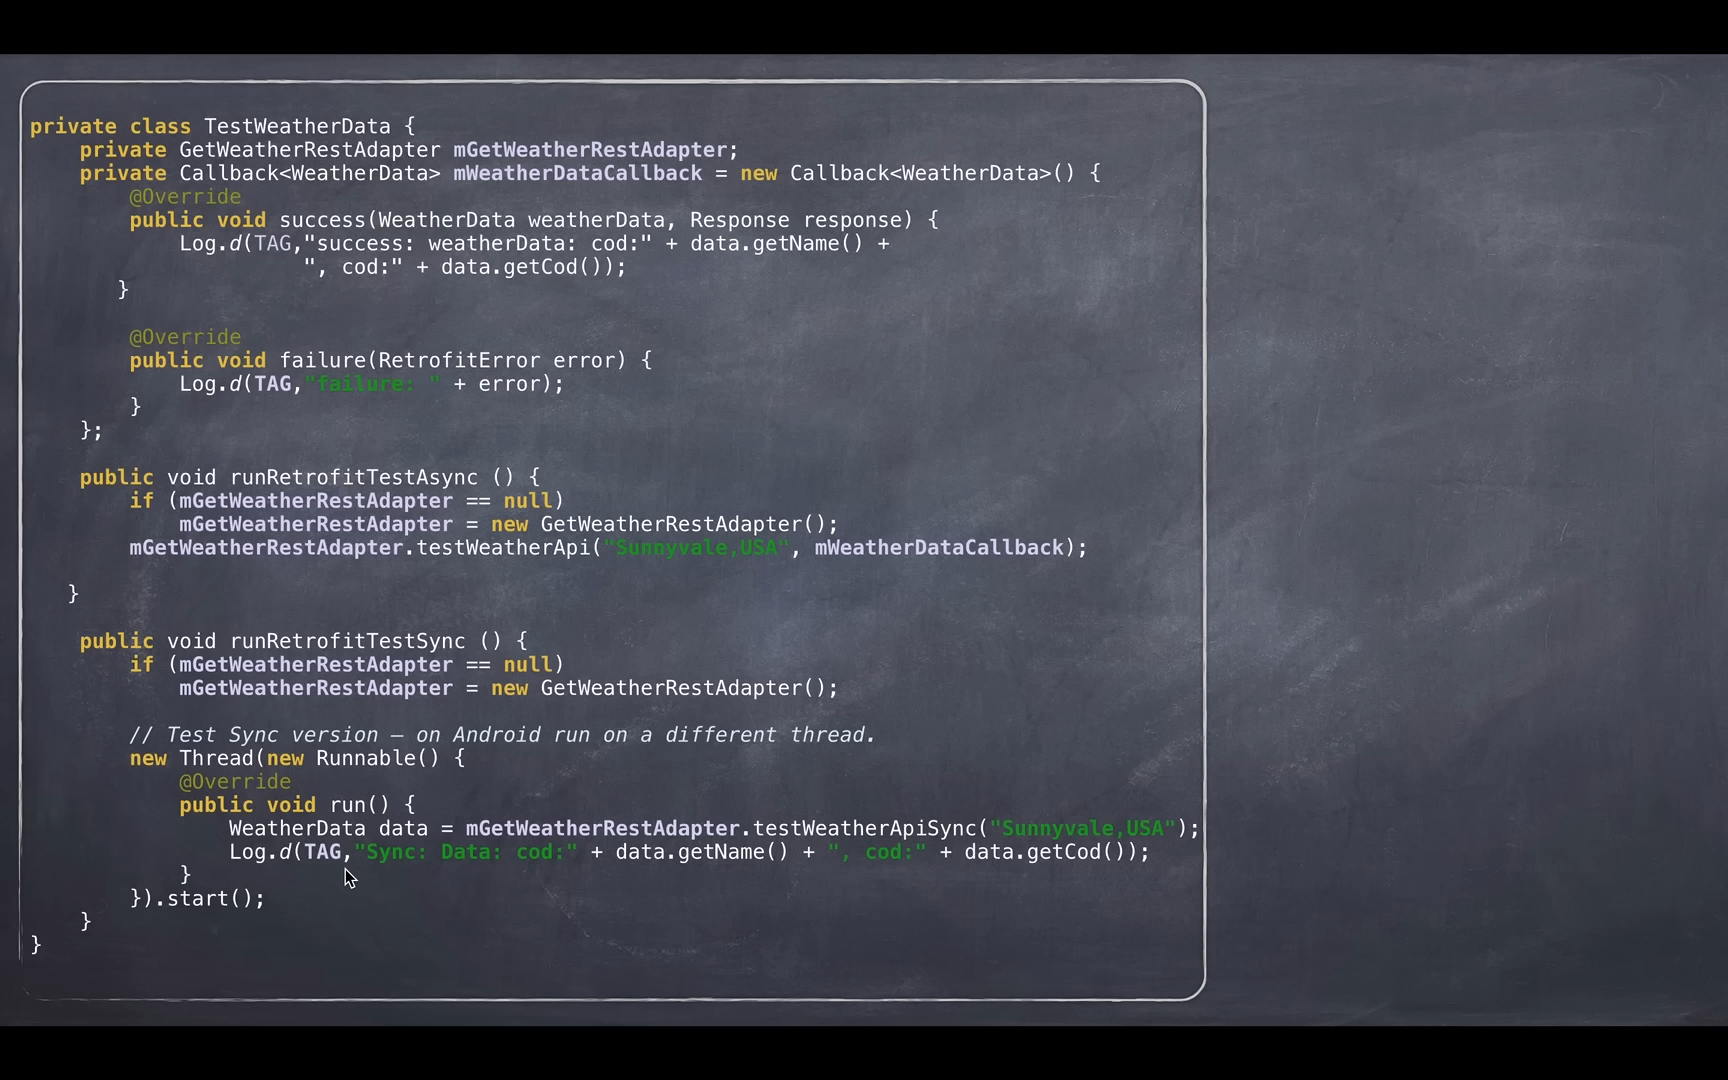 private class TestWeatherData {
    private GetWeatherRestAdapter mGetWeatherRestAdapter;
    private Callback<WeatherData> mWeatherDataCallback = new Callback<WeatherData>() {
        @Override
        public void success(WeatherData weatherData, Response response) {
            Log.d(TAG,"success: weatherData: cod:" + data.getName() +
                      ", cod:" + data.getCod());
       }

        @Override
        public void failure(RetrofitError error) {
            Log.d(TAG,"failure: " + error);
        }
    };

    public void runRetrofitTestAsync () {
        if (mGetWeatherRestAdapter == null)
            mGetWeatherRestAdapter = new GetWeatherRestAdapter();
        mGetWeatherRestAdapter.testWeatherApi("Sunnyvale,USA", mWeatherDataCallback);

   }

    public void runRetrofitTestSync () {
        if (mGetWeatherRestAdapter == null)
            mGetWeatherRestAdapter = new GetWeatherRestAdapter();

        // Test Sync version – on Android run on a different thread.
        new Thread(new Runnable() {
            @Override
            public void run() {
                WeatherData data = mGetWeatherRestAdapter.testWeatherApiSync("Sunnyvale,USA");
                Log.d(TAG,"Sync: Data: cod:" + data.getName() + ", cod:" + data.getCod());
            }
        }).start();
    }
}